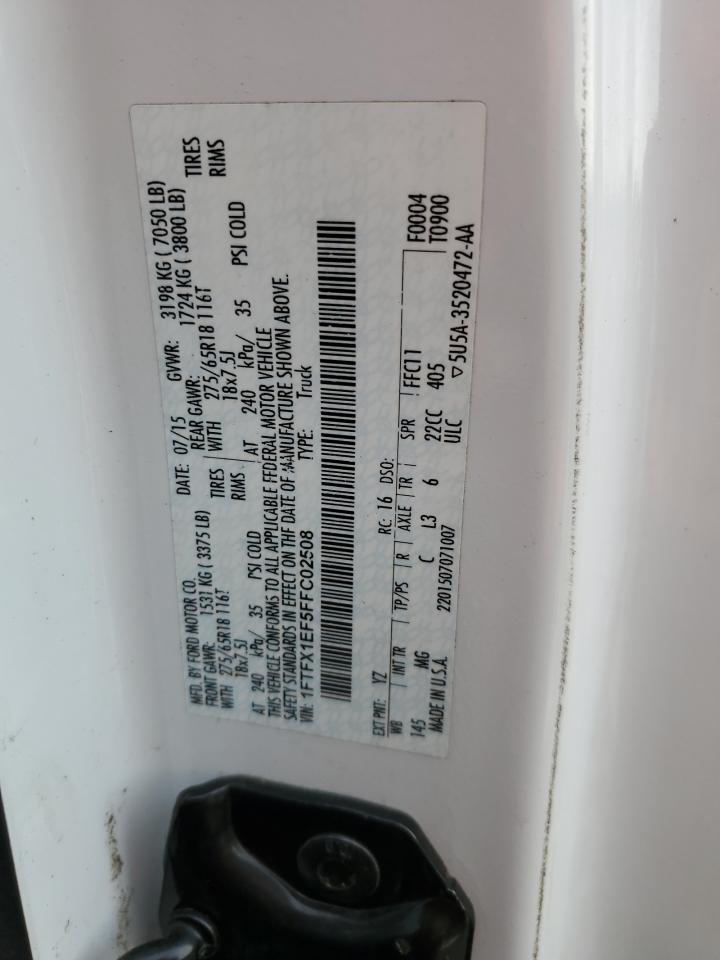 MFD. BY FORD MOTOR CO.
DATE: 07/15 GVWR: 3198 KG ( 7050 LB)
FRONT GAWR: 1531 KG ( 3375 LB) REAR GAWR: 1724 KG ( 3800 LB)
WITH 275/65R18 116T TIRES WITH 275/65R18 116T TIRES
18x7.5J RIMS 18x7.5J RIMS
AT 240 kPa/ 35 PSI COLD AT 240 kPa/ 35 PSI COLD
THIS VEHICLE CONFORMS TO ALL APPLICABLE FEDERAL MOTOR VEHICLE
SAFETY STANDARDS IN EFFECT ON THE DATE OF MANUFACTURE SHOWN ABOVE.
VIN: 1FTFX1EF5FFC02508 TYPE: Truck
EXT PNT: YZ RC: 16 DSO: F0004
WB INT TR TP/PS R AXLE TR SPR FFC11 T0900
145 MG C L3 6 22CC 405
MADE IN U.S.A. 2201507071007 ULC ▽5U5A-3520472-AA